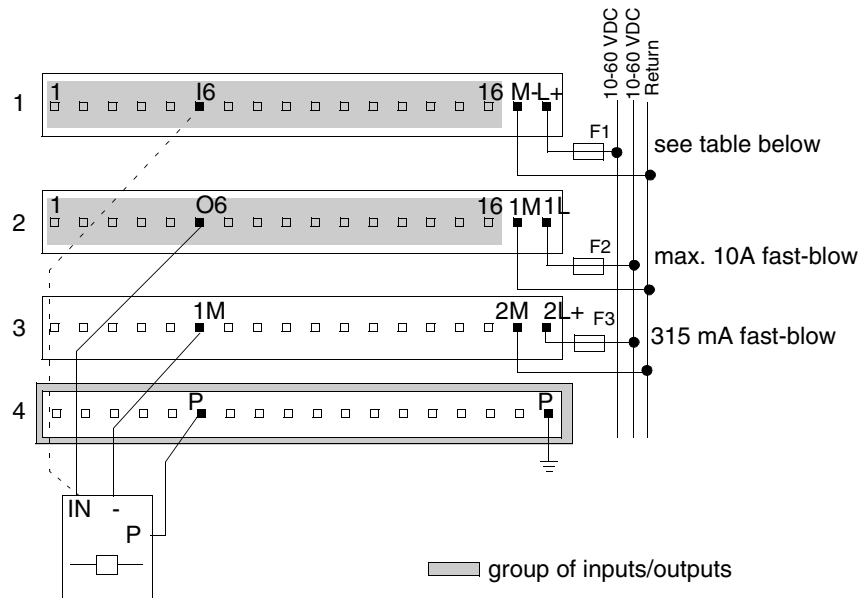 10-60 VDC
10-60 VDC
Return
1 1 I6 16 M- L+
F1 see table below
2 1 O6 16 1M 1L
F2 max. 10A fast-blow
3 1M 2M 2L+ F3 315 mA fast-blow
4 P P
IN -
P
group of inputs/outputs